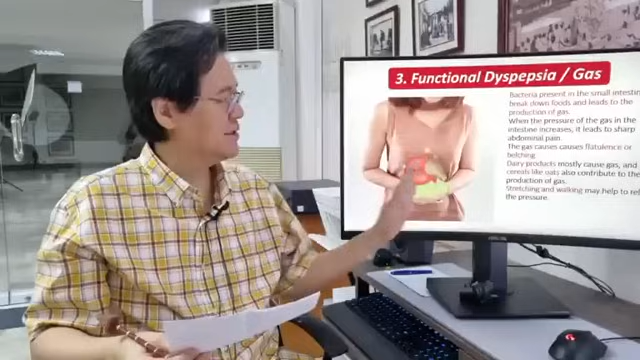 3. Functional Dyspepsia / Gas
Bacteria present in the small intestine
break down foods and leads to the
production of gas.
When the pressure of the gas in the
intestine increases, it leads to sharp
abdominal pain.
The gas causes causes flatulence or
belching
Dairy products mostly cause gas, and
cereals like oats also contribute to the
production of gas.
Stretching and walking may help to relieve
the pressure.